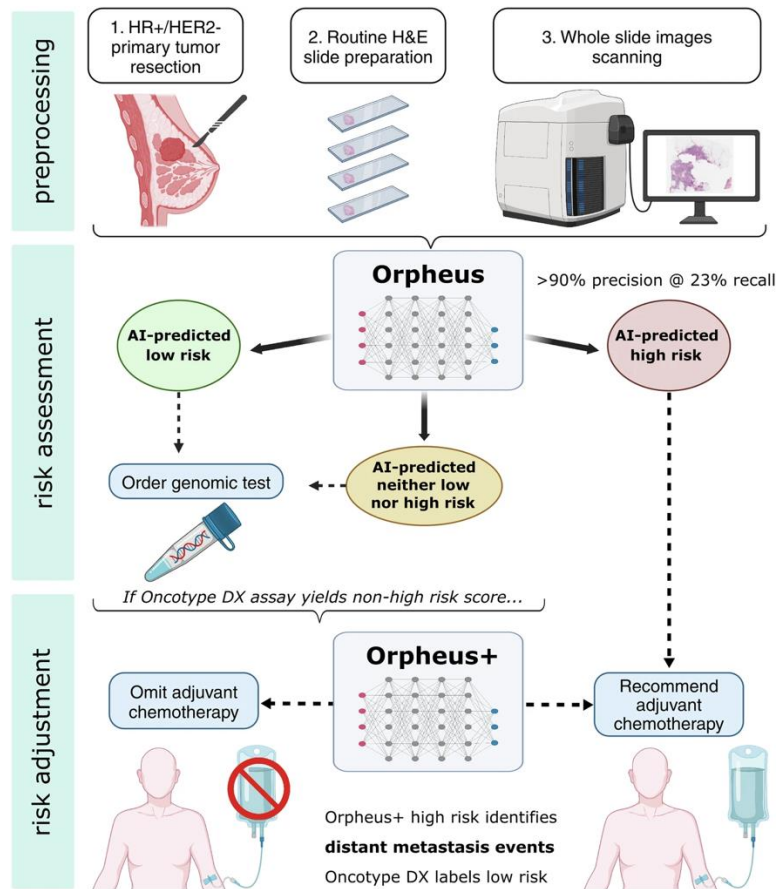 preprocessing
1. HR+/HER2-
primary tumor
resection
2. Routine H&E
slide preparation
3. Whole slide images
scanning
risk assessment
Orpheus
>90% precision @ 23% recall
AI-predicted
low risk
AI-predicted
high risk
Order genomic test
AI-predicted
neither low
nor high risk
risk adjustment
If Oncotype DX assay yields non-high risk score...
Orpheus+
Omit adjuvant
chemotherapy
Recommend
adjuvant
chemotherapy
Orpheus+ high risk identifies
distant metastasis events
Oncotype DX labels low risk